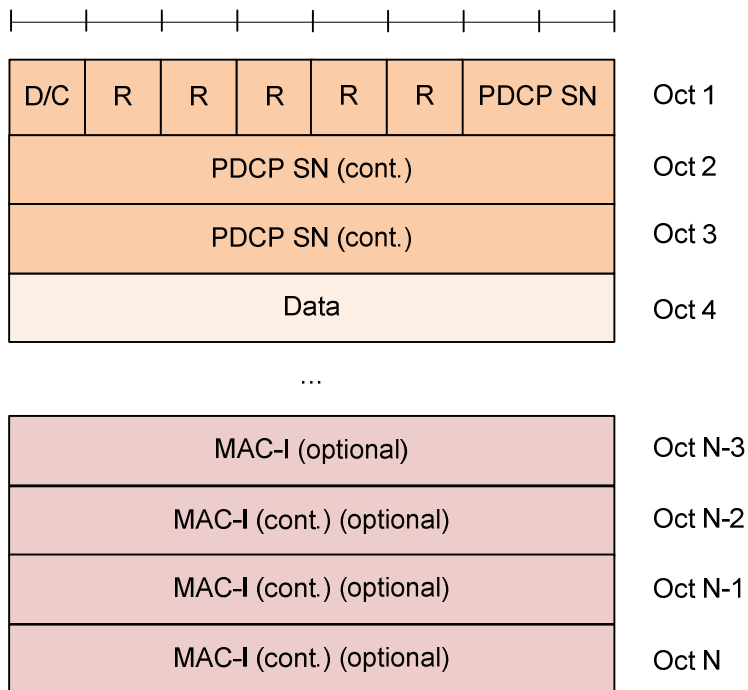 D/C R R R R R PDCP SN Oct 1
PDCP SN (cont.) Oct 2
PDCP SN (cont.) Oct 3
Data Oct 4
...
MAC-I (optional) Oct N-3
MAC-I (cont.) (optional) Oct N-2
MAC-I (cont.) (optional) Oct N-1
MAC-I (cont.) (optional) Oct N